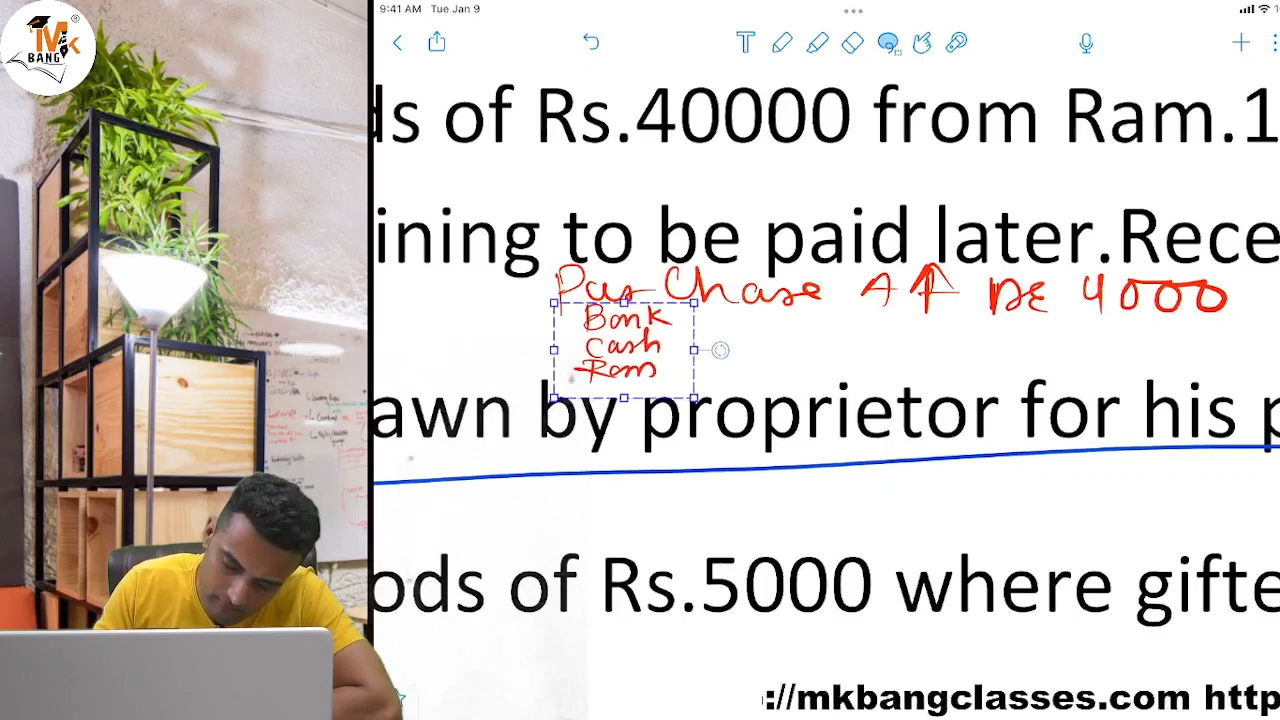 MK
BANG
9:41 AM Tue Jan 9
ds of Rs.40000 from Ram.1
ining to be paid later.Rece
Purchase A↑ DE 4000
Bank
Cash
Ram
awn by proprietor for his p
ods of Rs.5000 where gifte
://mkbangclasses.com http